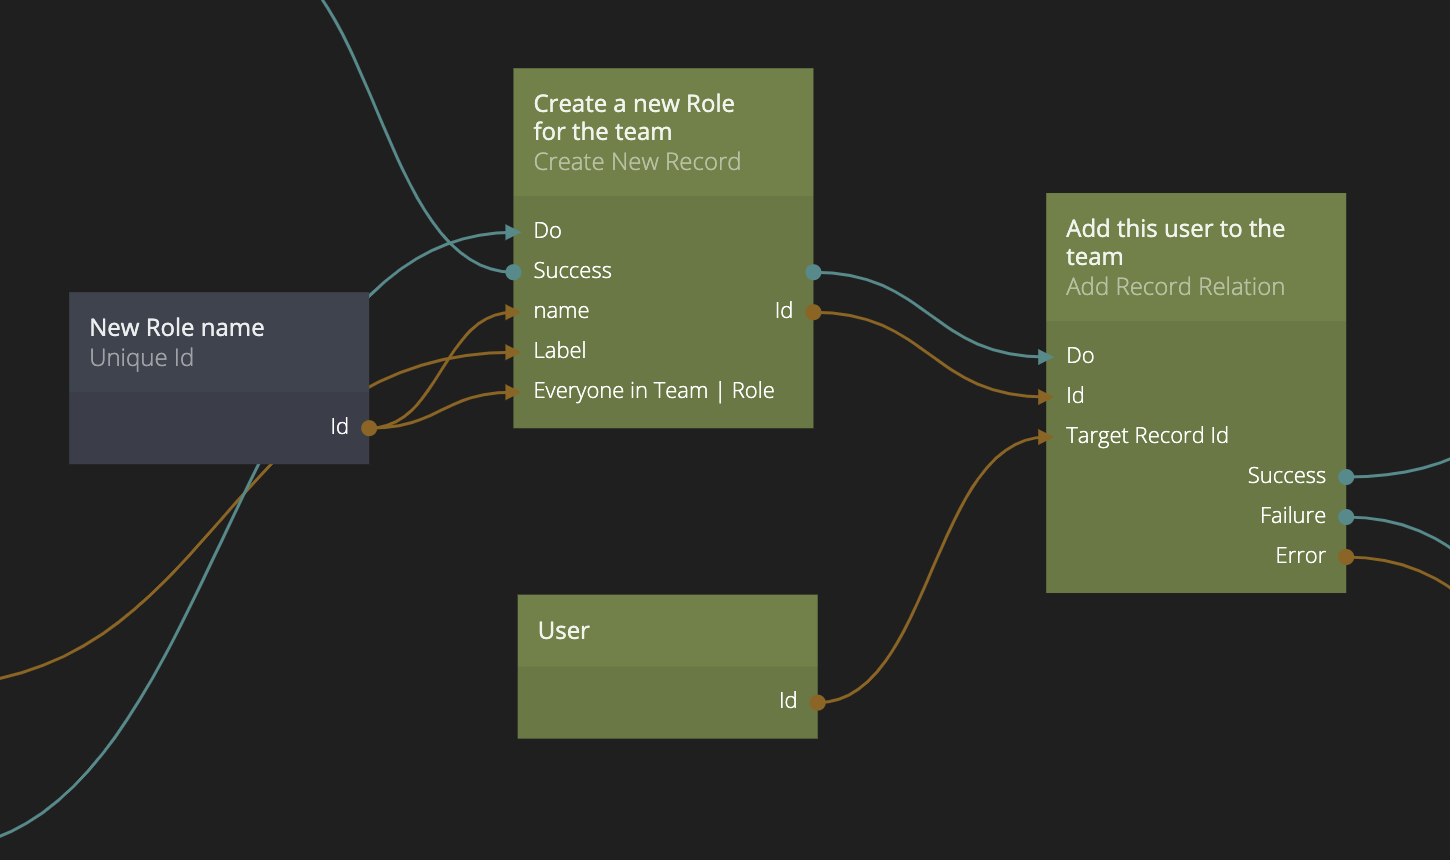 Create a new Role
for the team
Create New Record
Do
Success
name
Id
Label
Everyone in Team | Role
New Role name
Unique Id
Id
Add this user to the
team
Add Record Relation
Do
Id
Target Record Id
Success
Failure
Error
User
Id